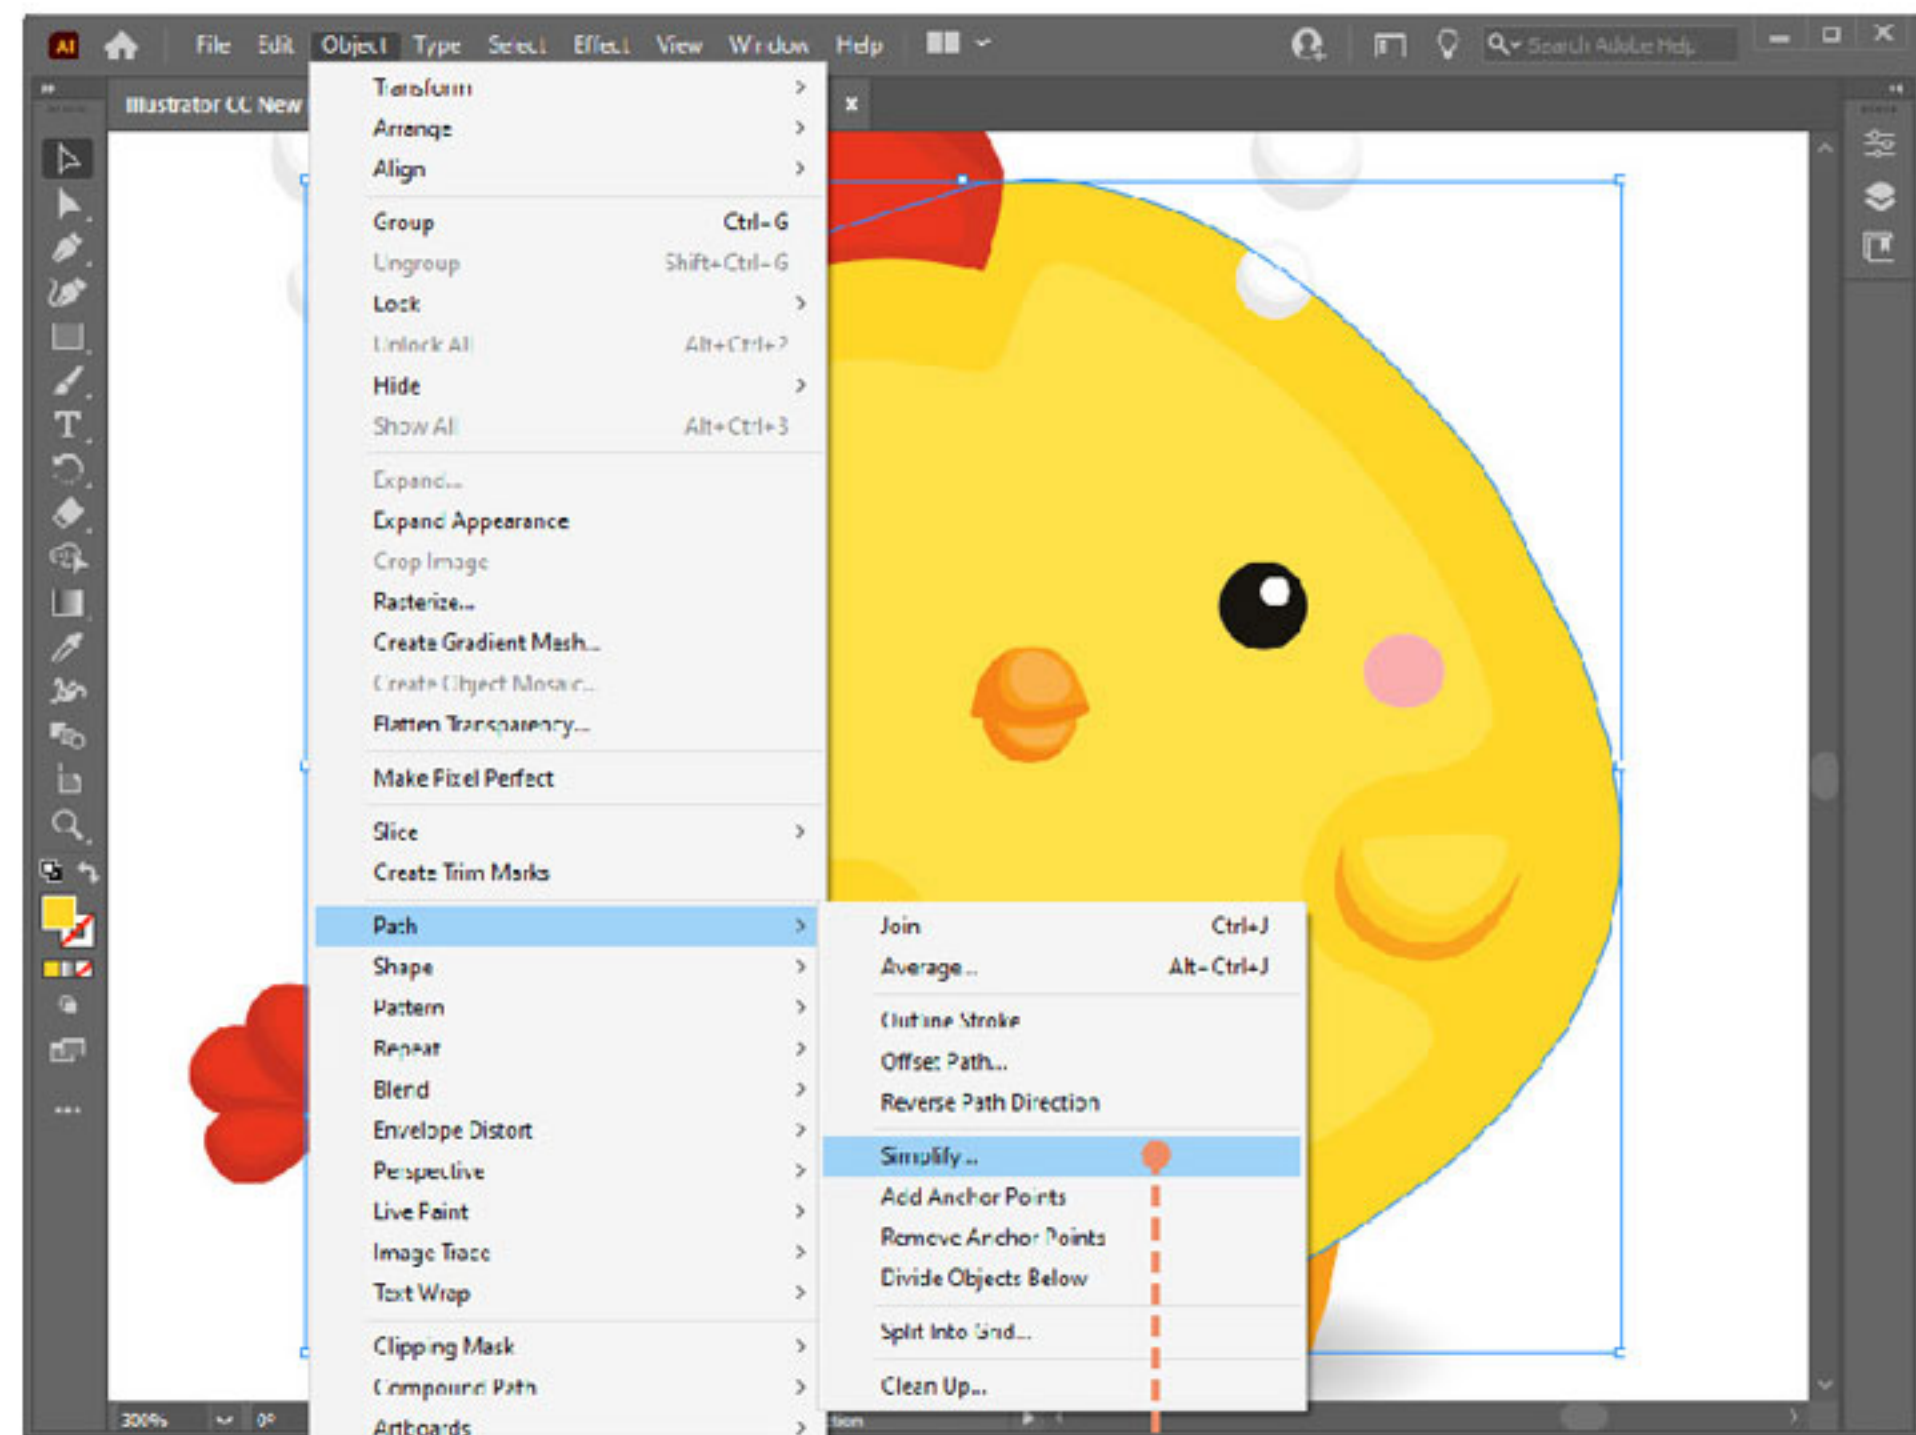 Ai
File Edit Object Type Select Effect View Window Help
Search Adobe Help
Illustrator CC New
Transform
Arrange
Align
Group Ctrl+G
Ungroup Shift+Ctrl+G
Lock
Unlock All Alt+Ctrl+2
Hide
Show All Alt+Ctrl+3
Expand...
Expand Appearance
Crop Image
Rasterize...
Create Gradient Mesh...
Create Object Mosaic...
Flatten Transparency...
Make Pixel Perfect
Slice
Create Trim Marks
Path
Shape
Pattern
Repeat
Blend
Envelope Distort
Perspective
Live Paint
Image Trace
Text Wrap
Clipping Mask
Compound Path
Artboards
Join Ctrl+J
Average... Alt+Ctrl+J
Outline Stroke
Offset Path...
Reverse Path Direction
Simplify...
Add Anchor Points
Remove Anchor Points
Divide Objects Below
Split Into Grid...
Clean Up...
300% 0° tion